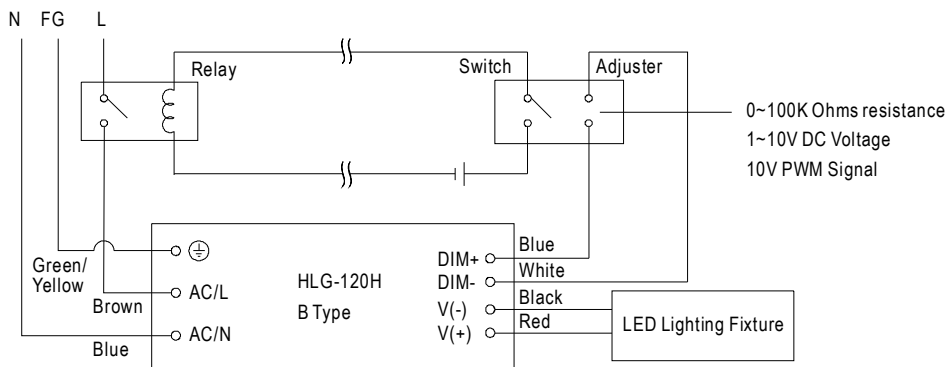 N FG L
Relay
Switch
Adjuster
0~100K Ohms resistance
1~10V DC Voltage
10V PWM Signal
Green/
Yellow
Brown
Blue
AC/L
AC/N
HLG-120H
B Type
DIM+
DIM-
V(-)
V(+)
Blue
White
Black
Red
LED Lighting Fixture